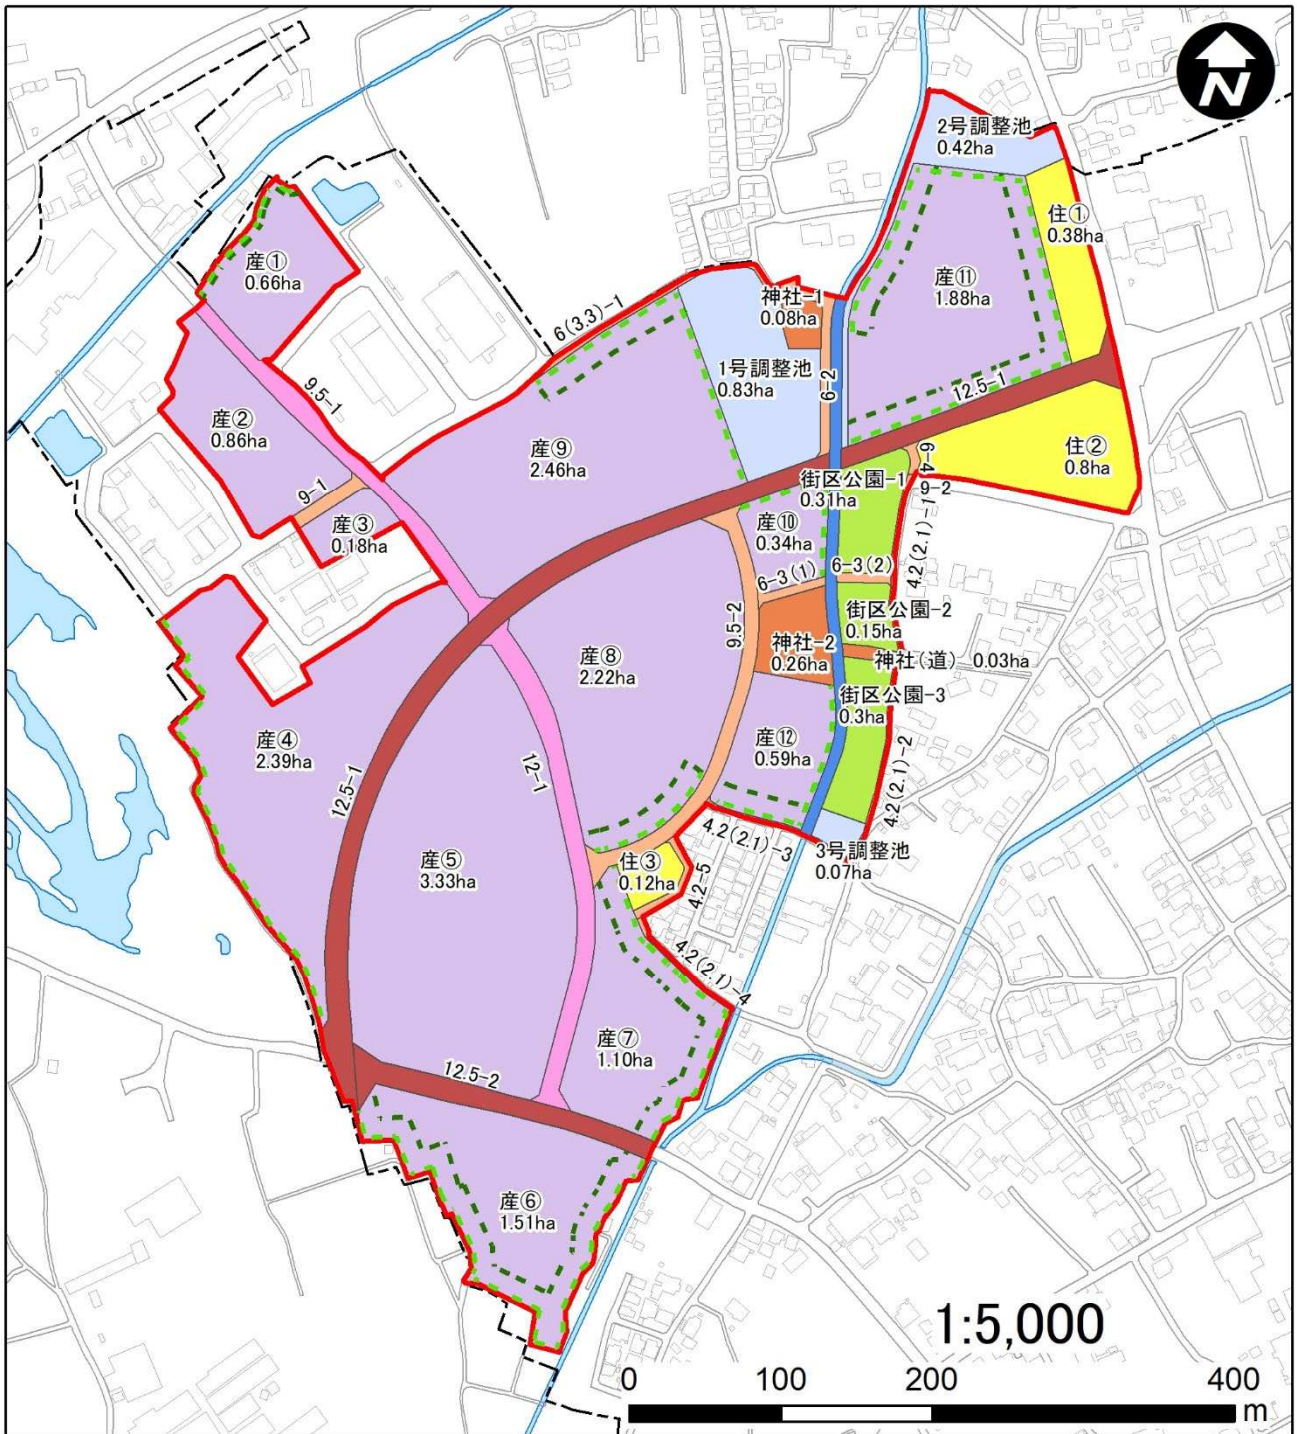 N
2号調整池
0.42ha
住①
0.38ha
産①
0.66ha
産⑪
1.88ha
神社-1
0.08ha
6(3.3)-1
1号調整池
0.83ha
6-2
12.5-1
9.5-1
産②
0.86ha
産⑨
2.46ha
住②
0.8ha
6-4
9-2
街区公園-1
0.31ha
9-1
産③
0.18ha
産⑩
0.34ha
4.2(2.1)-1
6-3(1)
6-3(2)
9.5-2
街区公園-2
0.15ha
神社-2
0.26ha
神社(道) 0.03ha
産⑧
2.22ha
街区公園-3
0.3ha
産④
2.39ha
産⑫
0.59ha
12.5-1
12-1
4.2(2.1)-2
4.2(2.1)-3
3号調整池
0.07ha
産⑤
3.33ha
住③
0.12ha
4.2-5
4.2(2.1)-4
産⑦
1.10ha
12.5-2
産⑥
1.51ha
1:5,000
0 100 200 400
m